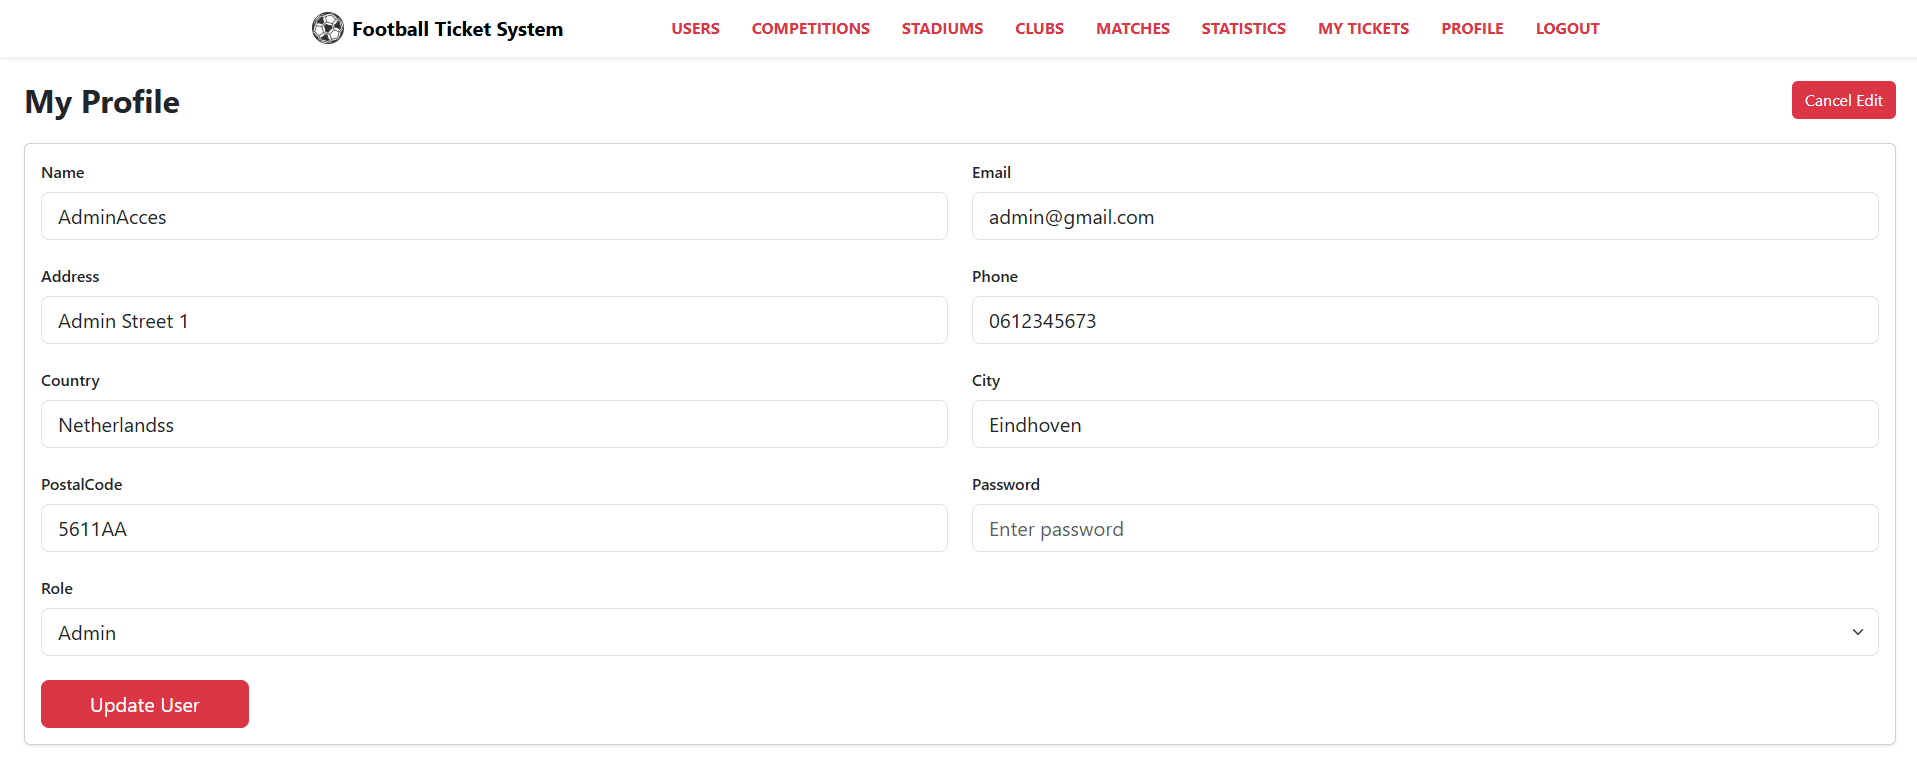 Football Ticket System USERS COMPETITIONS STADIUMS CLUBS MATCHES STATISTICS MY TICKETS PROFILE LOGOUT
My Profile Cancel Edit
Name Email
AdminAcces admin@gmail.com
Address Phone
Admin Street 1 0612345673
Country City
Netherlandss Eindhoven
PostalCode Password
5611AA Enter password
Role
Admin
Update User